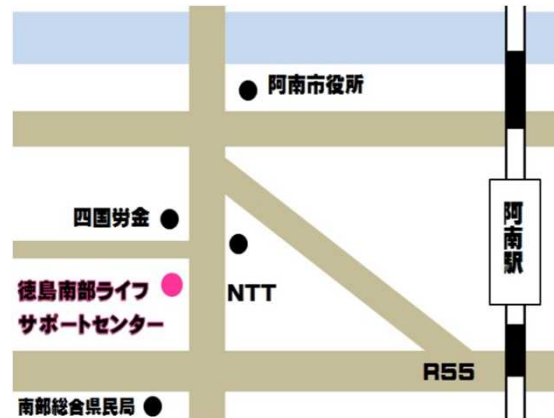 阿南市役所
四国労金
阿南駅
徳島南部ライフ
サポートセンター
NTT
R55
南部総合県民局